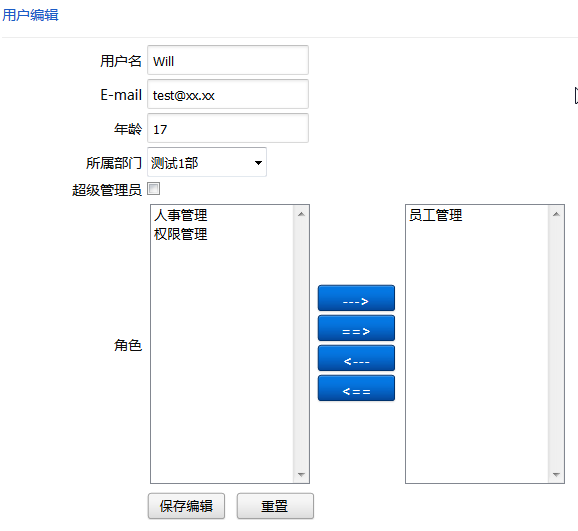 用户编辑
用户名 Will
E-mail test@xx.xx
年龄 17
所属部门 测试1部
超级管理员
人事管理 员工管理
权限管理
--->
==>
角色 <---
<==
保存编辑 重置